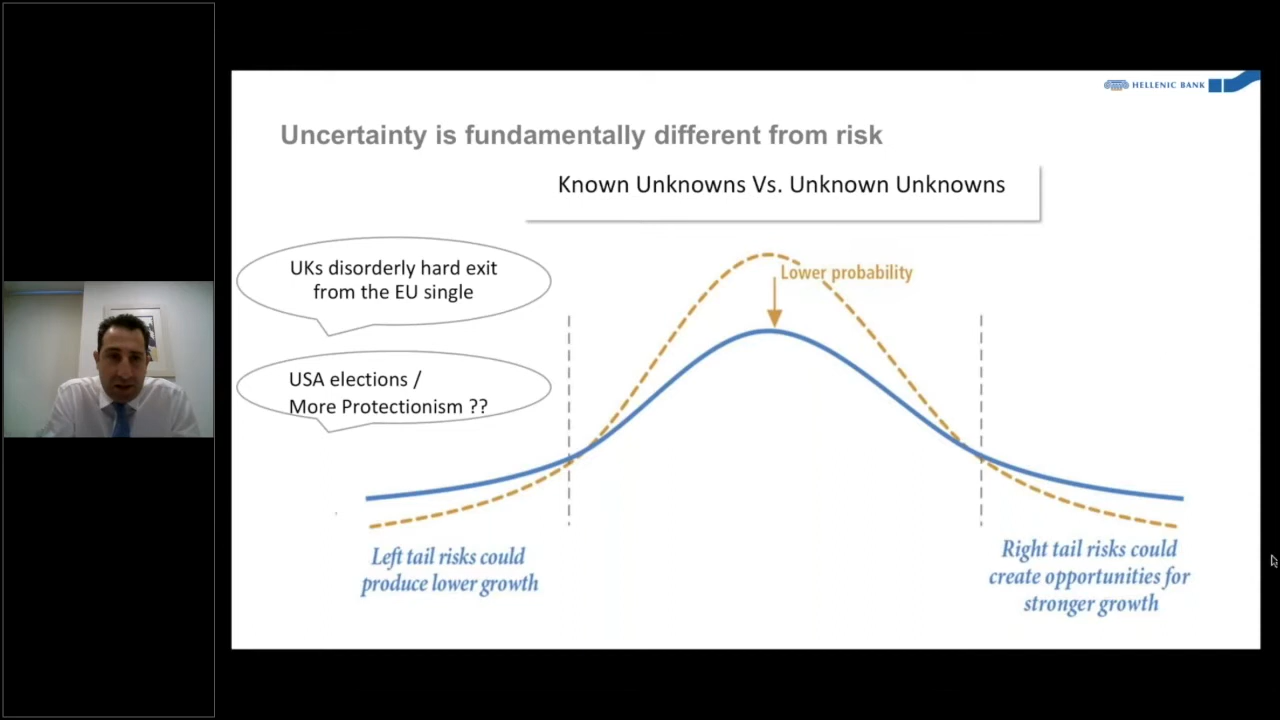 HELLENIC BANK
Uncertainty is fundamentally different from risk
Known Unknowns Vs. Unknown Unknowns
UKs disorderly hard exit
from the EU single
Lower probability
USA elections /
More Protectionism ??
Left tail risks could
produce lower growth
Right tail risks could
create opportunities for
stronger growth